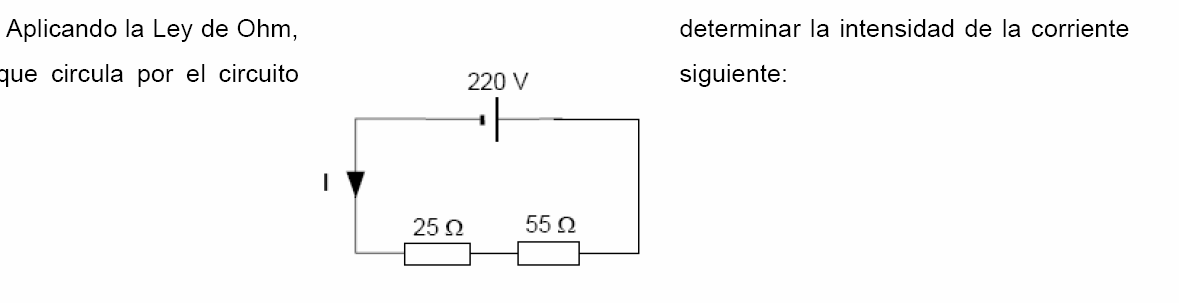 Aplicando la Ley de Ohm, determinar la intensidad de la corriente
que circula por el circuito siguiente:
220 V
I
25 Ω 55 Ω